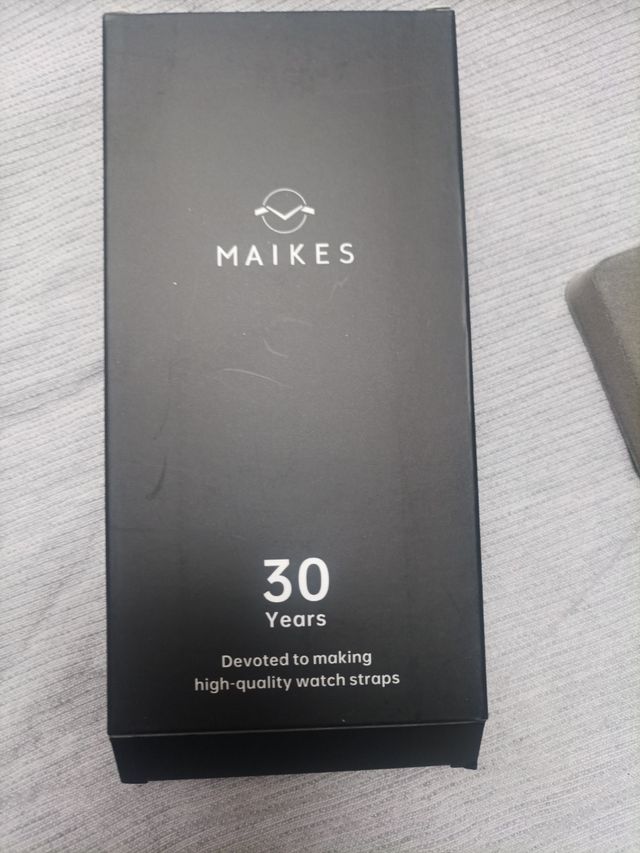 MAIKES
30
Years
Devoted to making
high-quality watch straps